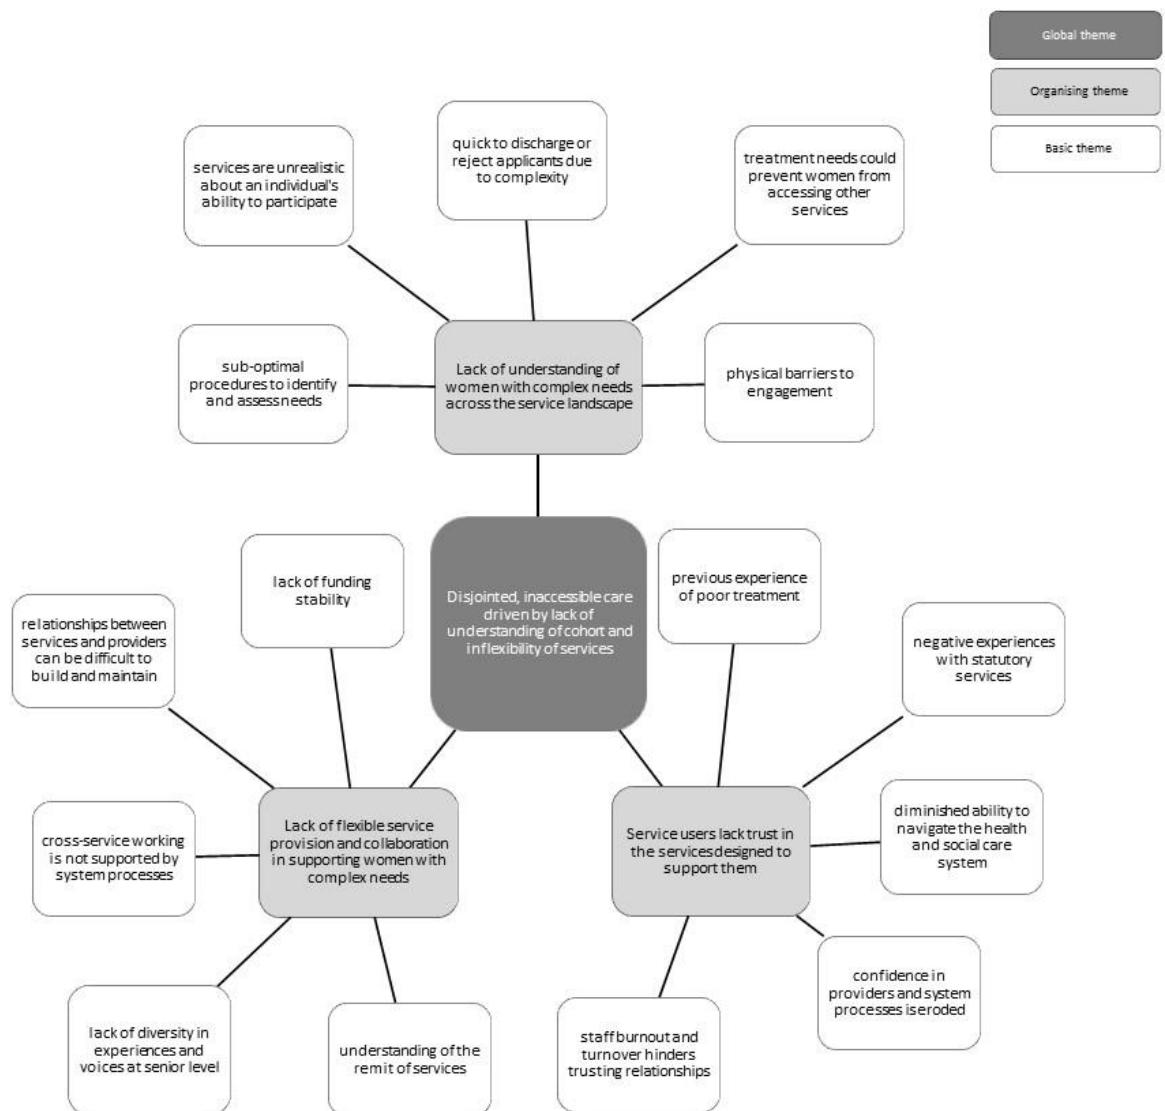 Global theme
Organising theme
Basic theme
services are unrealistic
about an individual's
ability to participate
quick to discharge or
reject applicants due
to complexity
treatment needs could
prevent women from
accessing other
services
sub-optimal
procedures to identify
and assess needs
Lack of understanding of
women with complex needs
across the service landscape
physical barriers to
engagement
Disjointed, inaccessible care
driven by lack of
understanding of cohort and
inflexibility of services
lack of funding
stability
relationships between
services and providers
can be difficult to
build and maintain
cross-service working
is not supported by
system processes
Lack of flexible service
provision and collaboration
in supporting women with
complex needs
lack of diversity in
experiences and
voices at senior level
understanding of the
remit of services
previous experience
of poor treatment
negative experiences
with statutory
services
Service users lack trust in
the services designed to
support them
diminished ability to
navigate the health
and social care
system
confidence in
providers and system
processes is eroded
staff burnout and
turnover hinders
trusting relationships